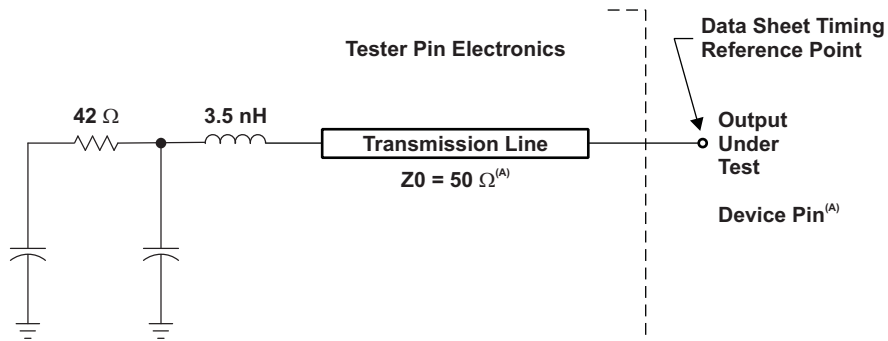 Tester Pin Electronics
Data Sheet Timing
Reference Point
42 Ω
3.5 nH
Transmission Line
Z0 = 50 Ω(A)
Output
Under
Test
Device Pin(A)